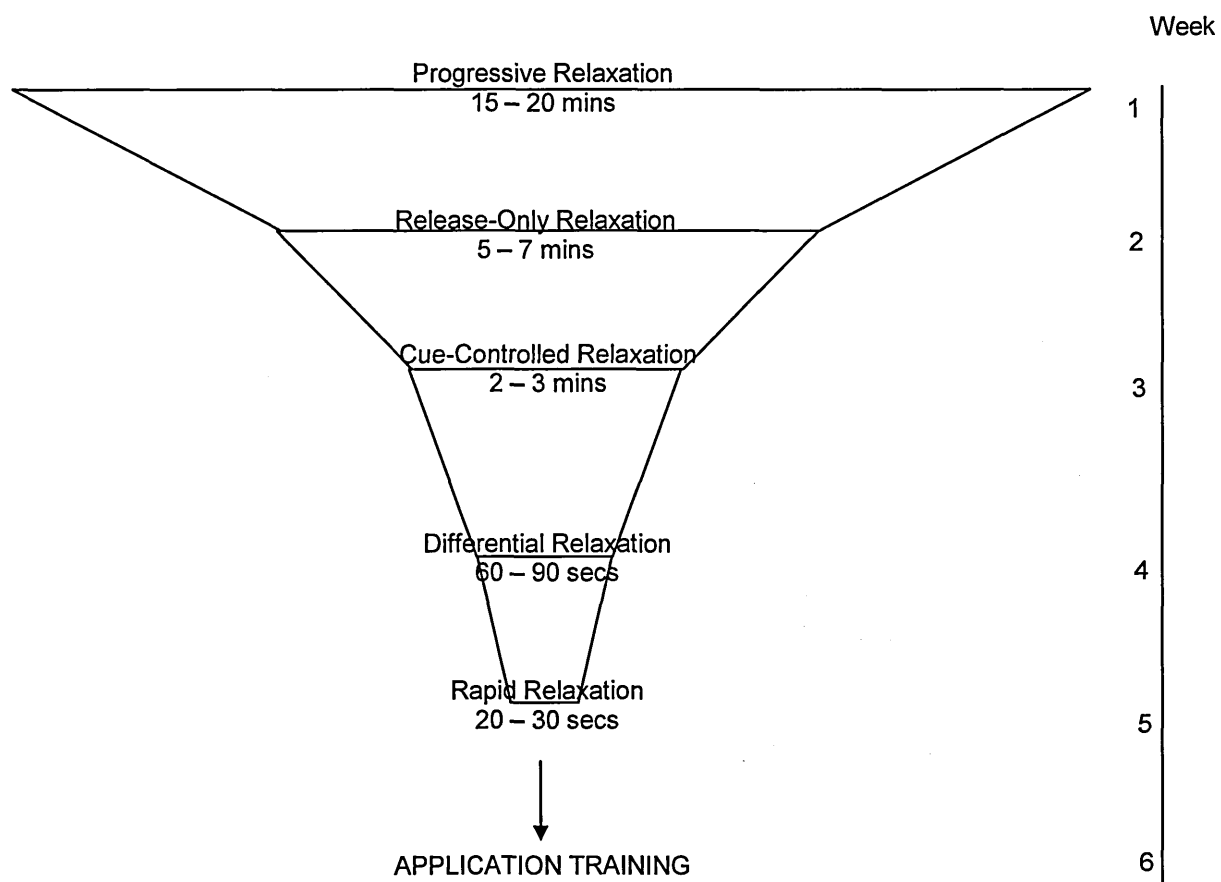 Week
Progressive Relaxation
15 – 20 mins
1
Release-Only Relaxation
5 – 7 mins
2
Cue-Controlled Relaxation
2 – 3 mins
3
Differential Relaxation
60 – 90 secs
4
Rapid Relaxation
20 – 30 secs
5
APPLICATION TRAINING
6